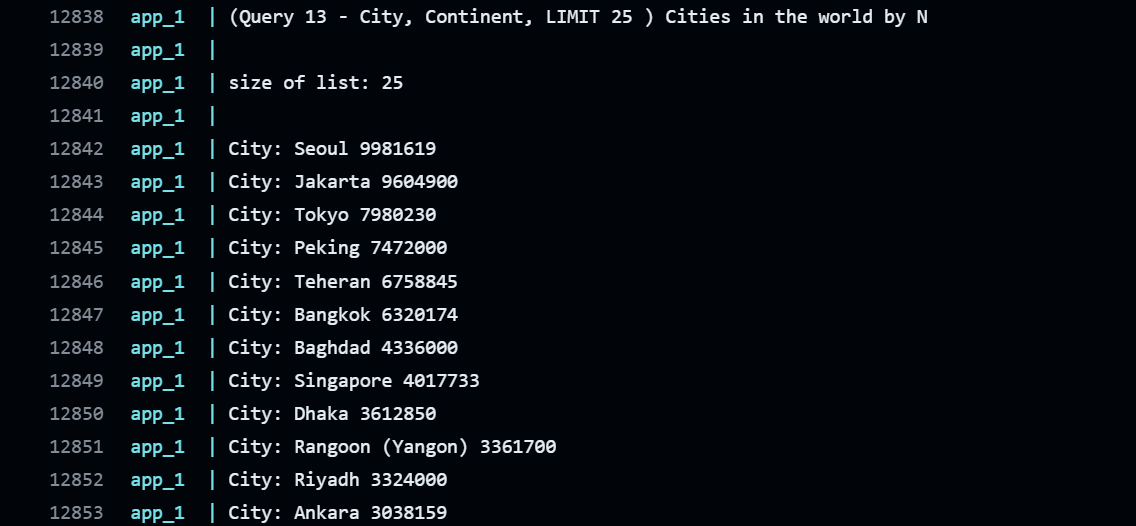 12838 app_1 | (Query 13 - City, Continent, LIMIT 25 ) Cities in the world by N
12839 app_1 |
12840 app_1 | size of list: 25
12841 app_1 |
12842 app_1 | City: Seoul 9981619
12843 app_1 | City: Jakarta 9604900
12844 app_1 | City: Tokyo 7980230
12845 app_1 | City: Peking 7472000
12846 app_1 | City: Teheran 6758845
12847 app_1 | City: Bangkok 6320174
12848 app_1 | City: Baghdad 4336000
12849 app_1 | City: Singapore 4017733
12850 app_1 | City: Dhaka 3612850
12851 app_1 | City: Rangoon (Yangon) 3361700
12852 app_1 | City: Riyadh 3324000
12853 app_1 | City: Ankara 3038159